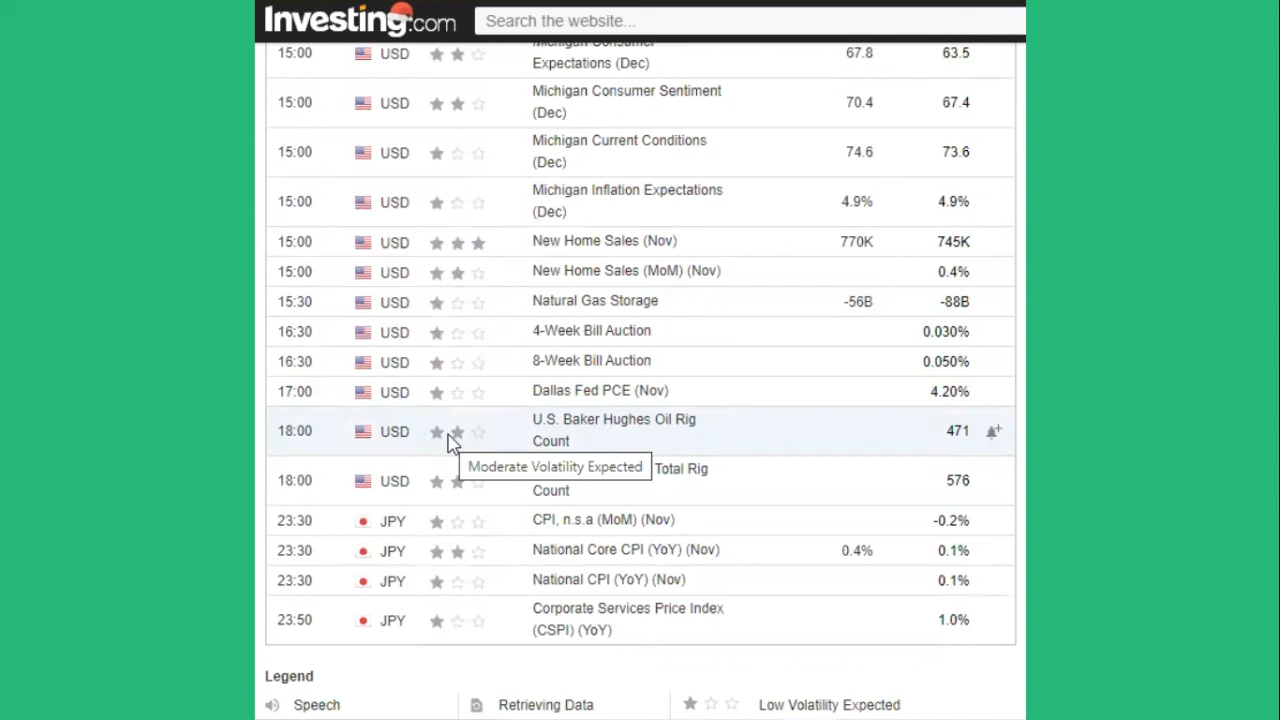 Investing.com Search the website...
Michigan Consumer
15:00 USD Expectations (Dec) 67.8 63.5
15:00 USD Michigan Consumer Sentiment 70.4 67.4
(Dec)
15:00 USD Michigan Current Conditions 74.6 73.6
(Dec)
15:00 USD Michigan Inflation Expectations 4.9% 4.9%
(Dec)
15:00 USD New Home Sales (Nov) 770K 745K
15:00 USD New Home Sales (MoM) (Nov) 0.4%
15:30 USD Natural Gas Storage -56B -88B
16:30 USD 4-Week Bill Auction 0.030%
16:30 USD 8-Week Bill Auction 0.050%
17:00 USD Dallas Fed PCE (Nov) 4.20%
18:00 USD U.S. Baker Hughes Oil Rig 471
Count
Moderate Volatility Expected
18:00 USD Total Rig 576
Count
23:30 JPY CPI, n.s.a (MoM) (Nov) -0.2%
23:30 JPY National Core CPI (YoY) (Nov) 0.4% 0.1%
23:30 JPY National CPI (YoY) (Nov) 0.1%
23:50 JPY Corporate Services Price Index 1.0%
(CSPI) (YoY)
Legend
Speech Retrieving Data Low Volatility Expected